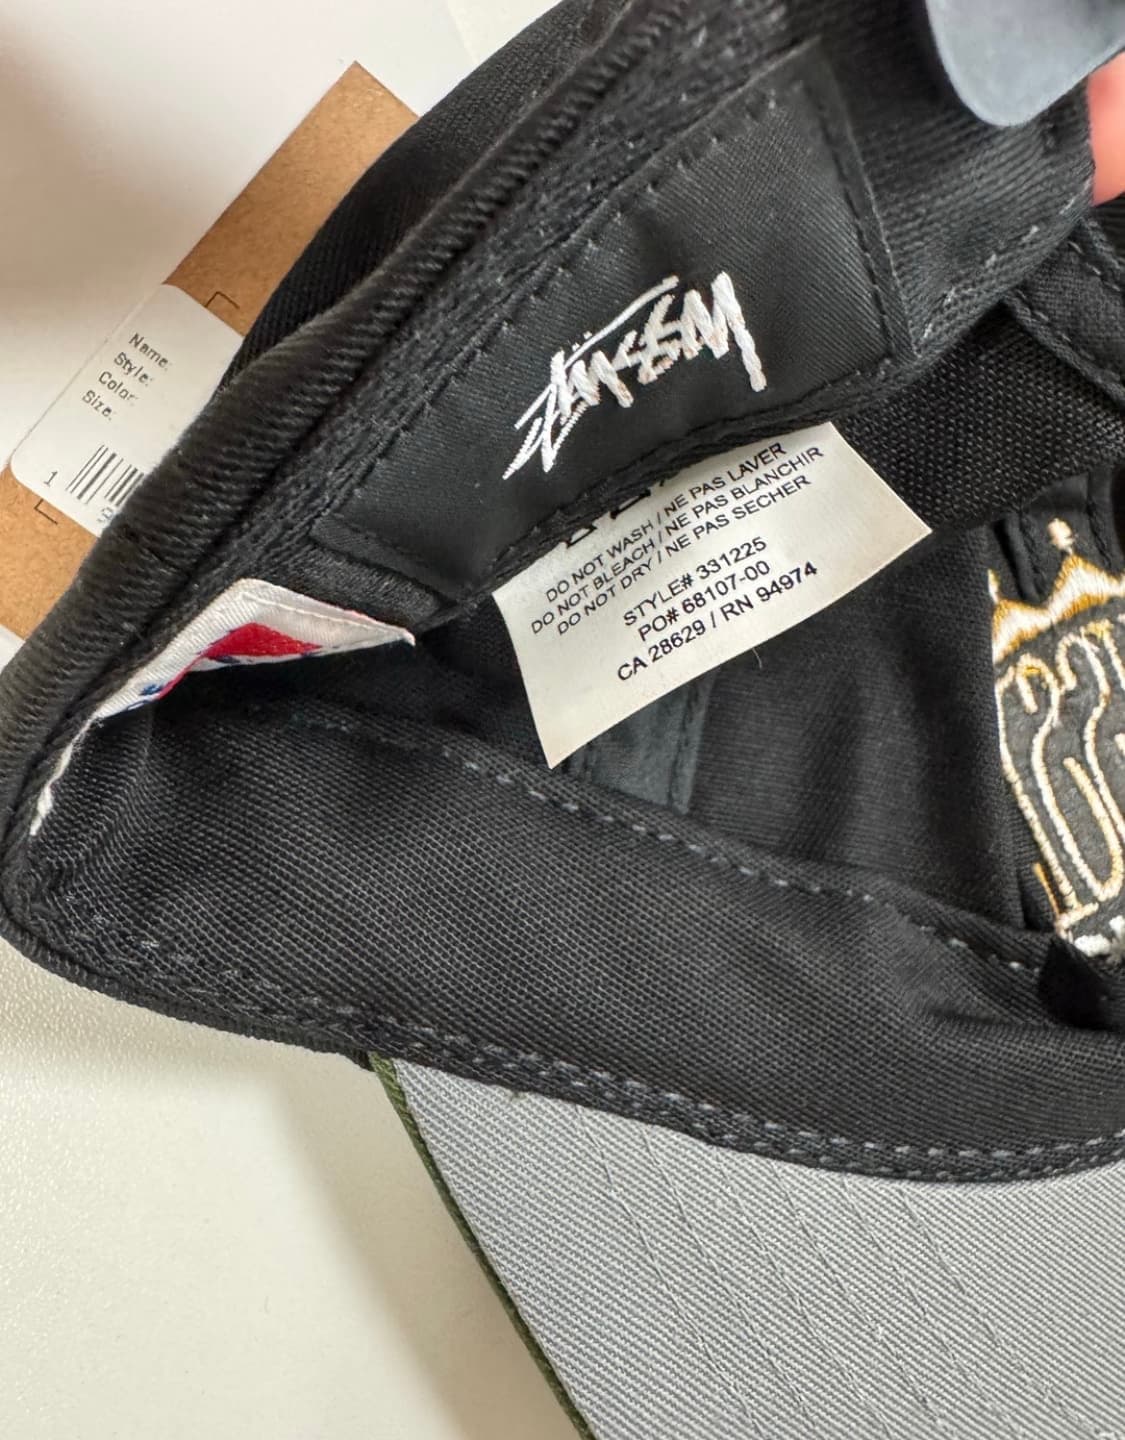 Name:
Style:
Color:
Size:
1
Stüssy
DO NOT WASH / NE PAS LAVER
DO NOT BLEACH / NE PAS BLANCHIR
DO NOT DRY / NE PAS SECHER
STYLE# 331225
PO# 68107-00
CA 28629 / RN 94974